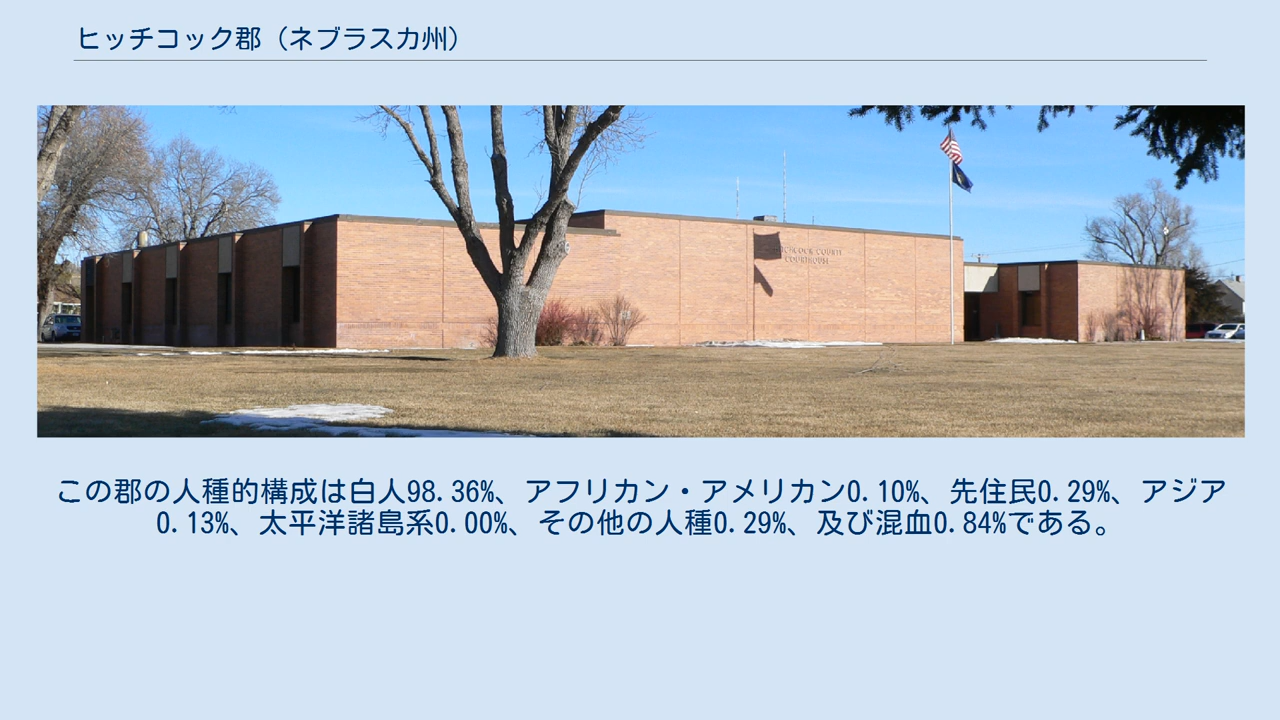 ヒッチコック郡（ネブラスカ州）
HITCHCOCK COUNTY
COURTHOUSE
この郡の人種的構成は白人98.36%、アフリカン・アメリカン0.10%、先住民0.29%、アジア
0.13%、太平洋諸島系0.00%、その他の人種0.29%、及び混血0.84%である。